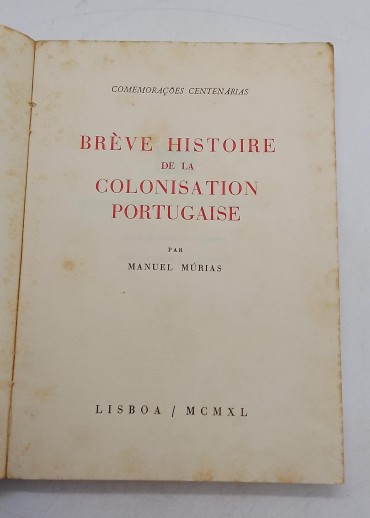 COMEMORAÇÕES CENTENÁRIAS
BRÈVE HISTOIRE
DE LA
COLONISATION
PORTUGAISE
PAR
MANUEL MÚRIAS
LISBOA / MCMXL